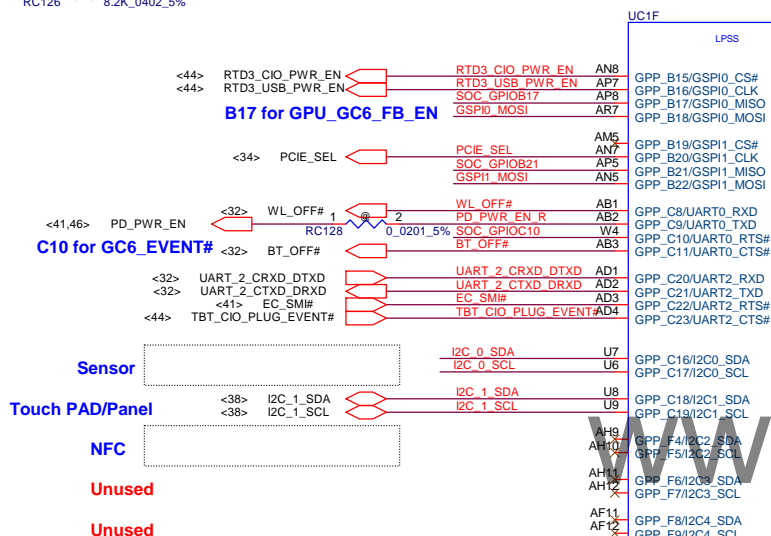 RC126 8.2K_0402_5%
UC1F
LPSS
<44> RTD3_CIO_PWR_EN RTD3_CIO_PWR_EN AN8 GPP_B15/GSPI0_CS#
<44> RTD3_USB_PWR_EN RTD3_USB_PWR_EN AP7 GPP_B16/GSPI0_CLK
SOC_GPIOB17 AP8 GPP_B17/GSPI0_MISO
B17 for GPU_GC6_FB_EN GSPI0_MOSI AR7 GPP_B18/GSPI0_MOSI
AM5 GPP_B19/GSPI1_CS#
<34> PCIE_SEL PCIE_SEL AN7 GPP_B20/GSPI1_CLK
SOC_GPIOB21 AP5 GPP_B21/GSPI1_MISO
GSPI1_MOSI AN5 GPP_B22/GSPI1_MOSI
<32> WL_OFF# WL_OFF# AB1 GPP_C8/UART0_RXD
<41,46> PD_PWR_EN 1 @ 2 PD_PWR_EN_R AB2 GPP_C9/UART0_TXD
RC128 0_0201_5% SOC_GPIOC10 W4 GPP_C10/UART0_RTS#
C10 for GC6_EVENT# <32> BT_OFF# BT_OFF# AB3 GPP_C11/UART0_CTS#
<32> UART_2_CRXD_DTXD UART_2_CRXD_DTXD AD1 GPP_C20/UART2_RXD
<32> UART_2_CTXD_DRXD UART_2_CTXD_DRXD AD2 GPP_C21/UART2_TXD
<41> EC_SMI# EC_SMI# AD3 GPP_C22/UART2_RTS#
<44> TBT_CIO_PLUG_EVENT# TBT_CIO_PLUG_EVENT# AD4 GPP_C23/UART2_CTS#
I2C_0_SDA U7 GPP_C16/I2C0_SDA
Sensor I2C_0_SCL U6 GPP_C17/I2C0_SCL
<38> I2C_1_SDA I2C_1_SDA U8 GPP_C18/I2C1_SDA
Touch PAD/Panel <38> I2C_1_SCL I2C_1_SCL U9 GPP_C19/I2C1_SCL
WW
AH9 GPP_F4/I2C2_SDA
NFC AH10 GPP_F5/I2C2_SCL
AH11 GPP_F6/I2C3_SDA
Unused AH12 GPP_F7/I2C3_SCL
AF11 GPP_F8/I2C4_SDA
Unused AF12 GPP_F9/I2C4_SCL